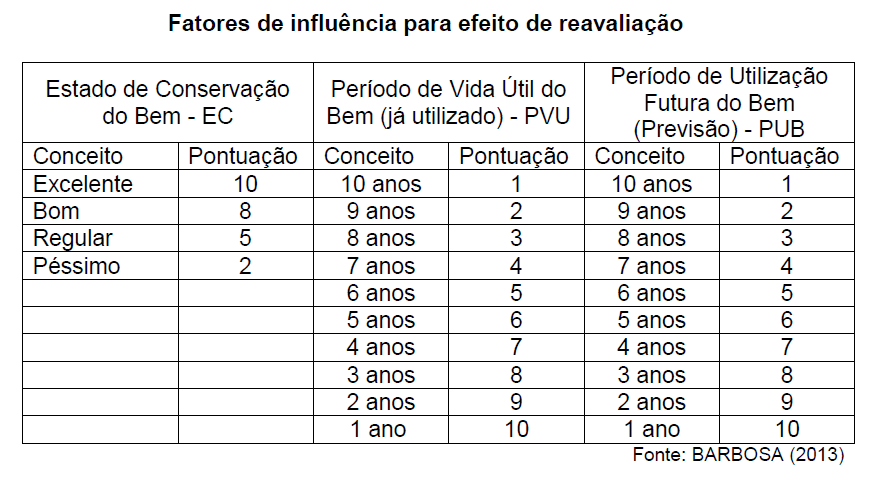 Fatores de influência para efeito de reavaliação
Estado de Conservação do Bem - EC | Período de Vida Útil do Bem (já utilizado) - PVU | Período de Utilização Futura do Bem (Previsão) - PUB
Conceito | Pontuação | Conceito | Pontuação | Conceito | Pontuação
Excelente | 10 | 10 anos | 1 | 10 anos | 1
Bom | 8 | 9 anos | 2 | 9 anos | 2
Regular | 5 | 8 anos | 3 | 8 anos | 3
Péssimo | 2 | 7 anos | 4 | 7 anos | 4
6 anos | 5 | 6 anos | 5
5 anos | 6 | 5 anos | 6
4 anos | 7 | 4 anos | 7
3 anos | 8 | 3 anos | 8
2 anos | 9 | 2 anos | 9
1 ano | 10 | 1 ano | 10
Fonte: BARBOSA (2013)